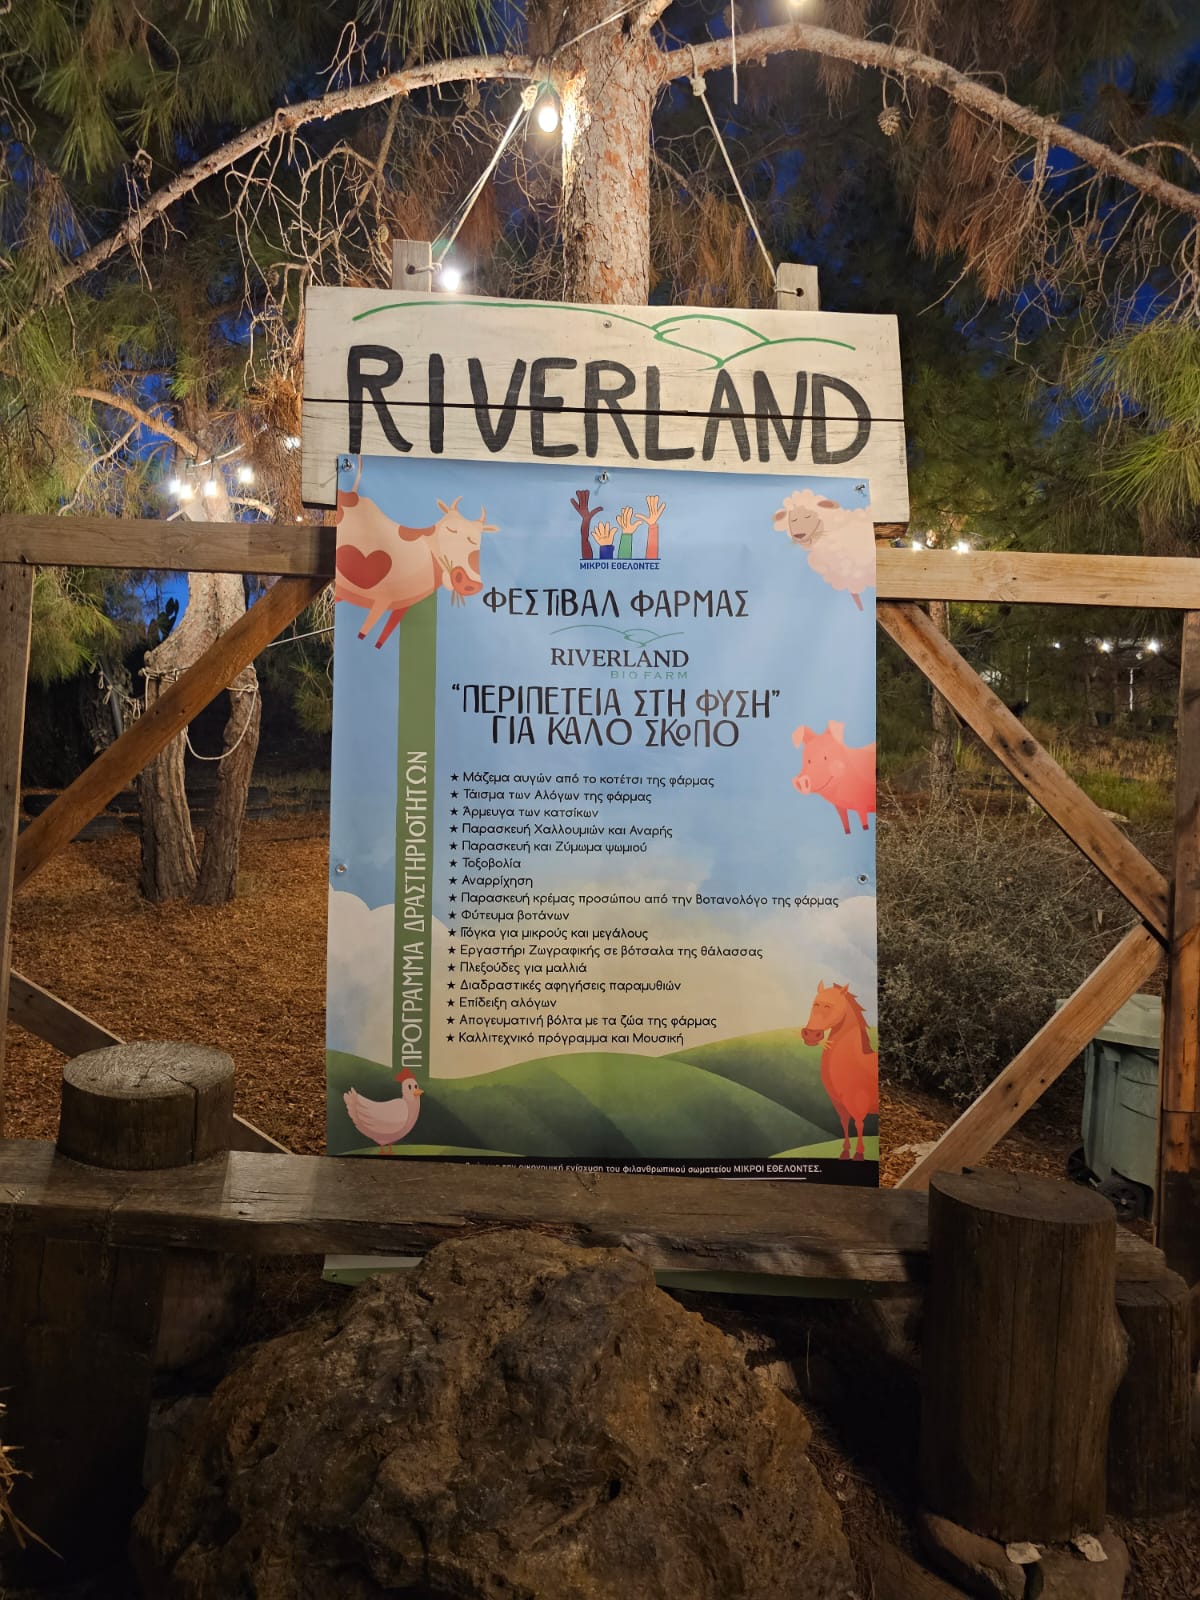 RIVERLAND
ΜΙΚΡΟΙ ΕΘΕΛΟΝΤΕΣ
ΦΕΣΤΙΒΑΛ ΦΑΡΜΑΣ
RIVERLAND
BIO FARM
“ΠΕΡΙΠΕΤΕΙΑ ΣΤΗ ΦΥΣΗ”
ΓΙΑ ΚΑΛΟ ΣΚΟΠΟ
ΠΡΟΓΡΑΜΜΑ ΔΡΑΣΤΗΡΙΟΤΗΤΩΝ
★ Μάζεμα αυγών από το κοτέτσι της φάρμας
★ Τάισμα των Αλόγων της φάρμας
★ Άρμευγα των κατσίκων
★ Παρασκευή Χαλλουμιών και Αναρής
★ Παρασκευή και Ζύμωμα ψωμιού
★ Τοξοβολία
★ Αναρρίχηση
★ Παρασκευή κρέμας προσώπου από την Βοτανολόγο της φάρμας
★ Φύτευμα βοτάνων
★ Γιόγκα για μικρούς και μεγάλους
★ Εργαστήρι Ζωγραφικής σε βότσαλα της θάλασσας
★ Πλεξούδες για μαλλιά
★ Διαδραστικές αφηγήσεις παραμυθιών
★ Επίδειξη αλόγων
★ Απογευματινή βόλτα με τα ζώα της φάρμας
★ Καλλιτεχνικό πρόγραμμα και Μουσική
την οικονομική ενίσχυση του φιλανθρωπικού σωματείου ΜΙΚΡΟΙ ΕΘΕΛΟΝΤΕΣ.